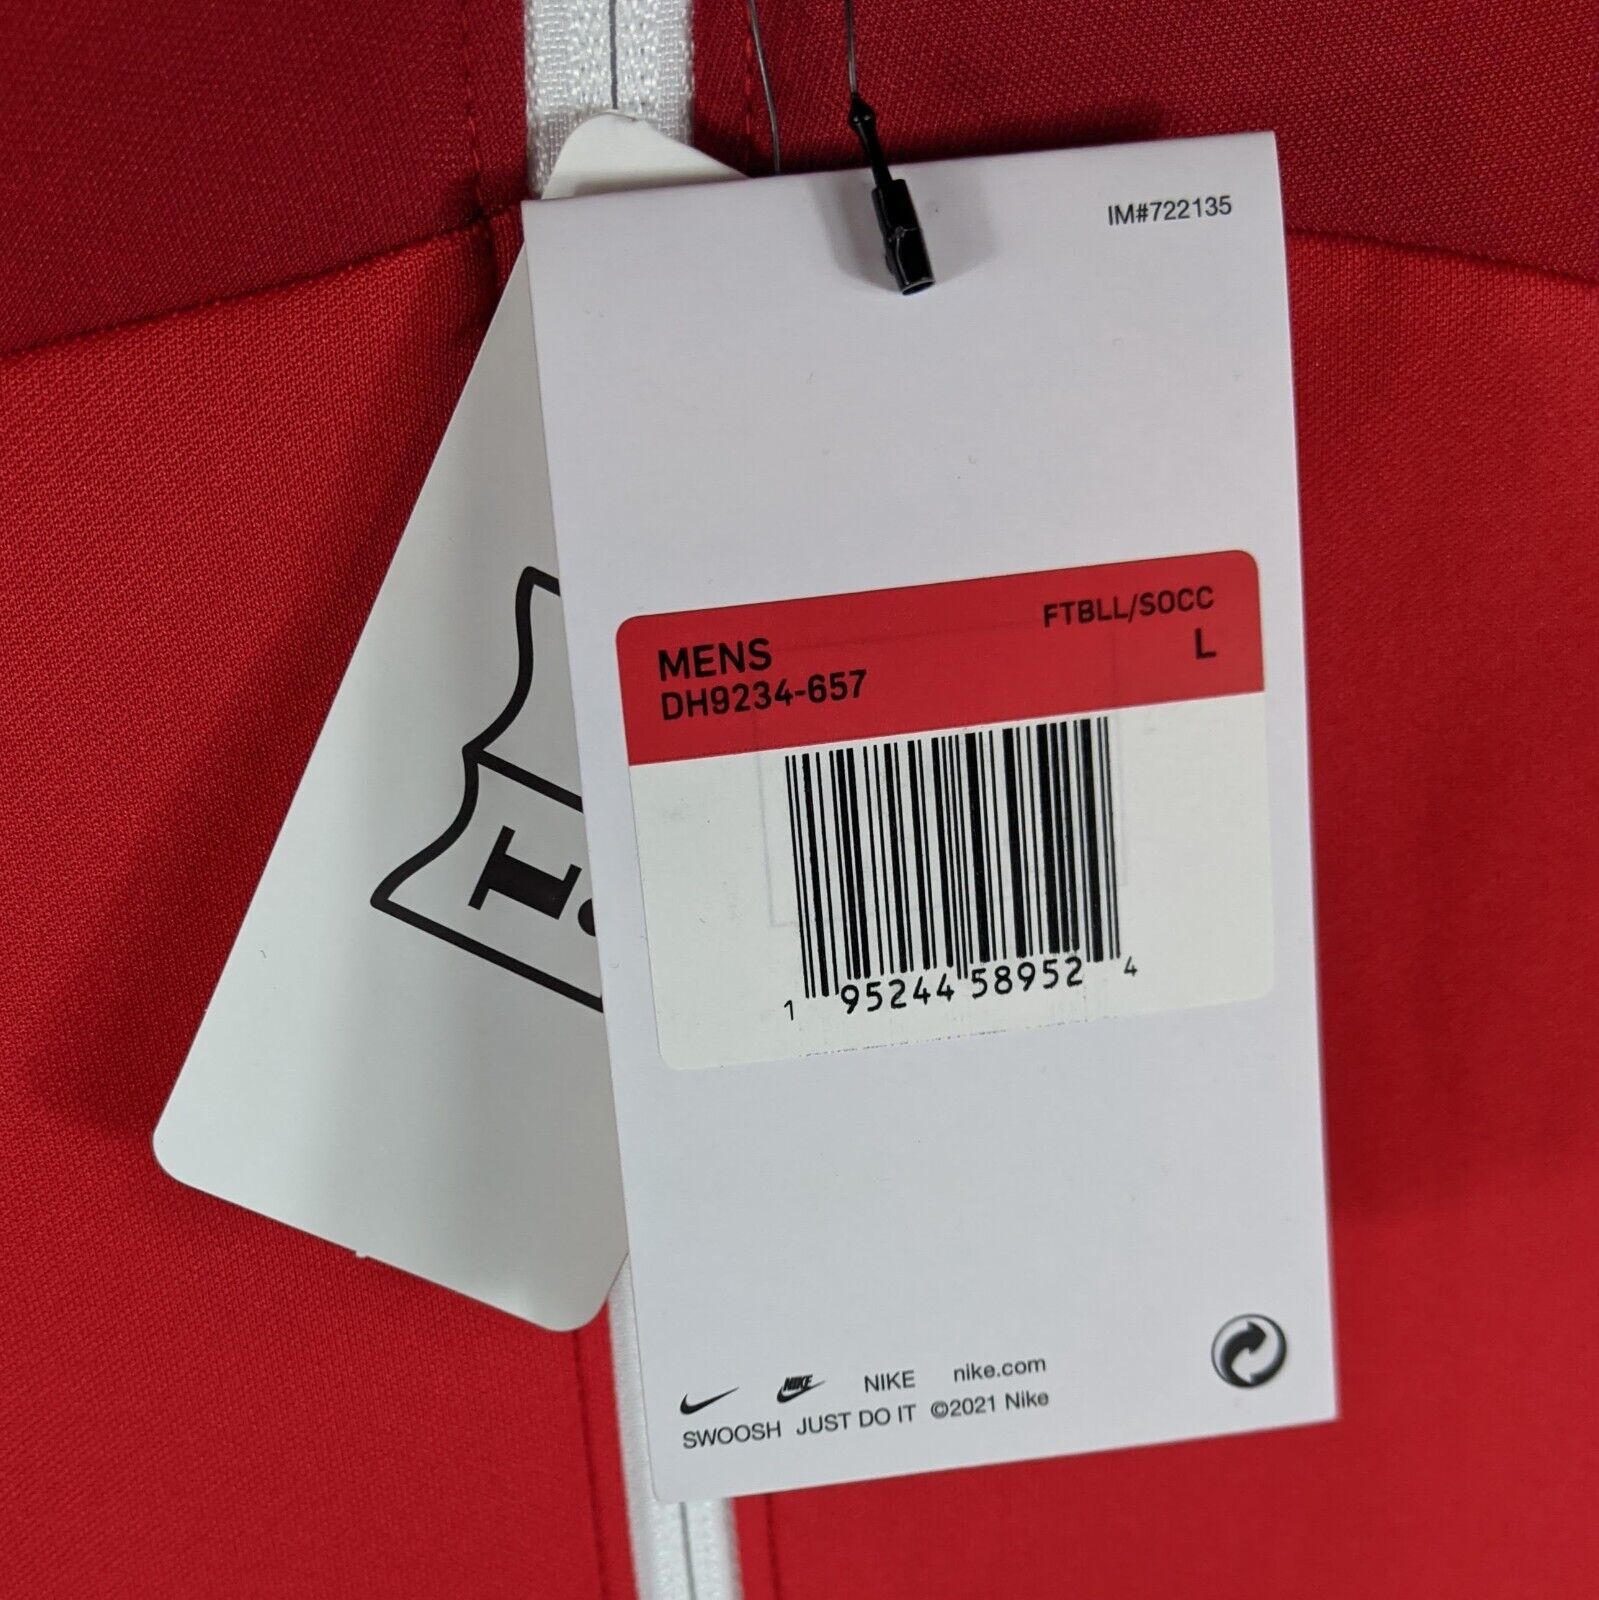 IM#722135
MENS FTBLL/SOCC
DH9234-657 L
1 95244 58952 4
NIKE NIKE nike.com
SWOOSH JUST DO IT ©2021 Nike
I.